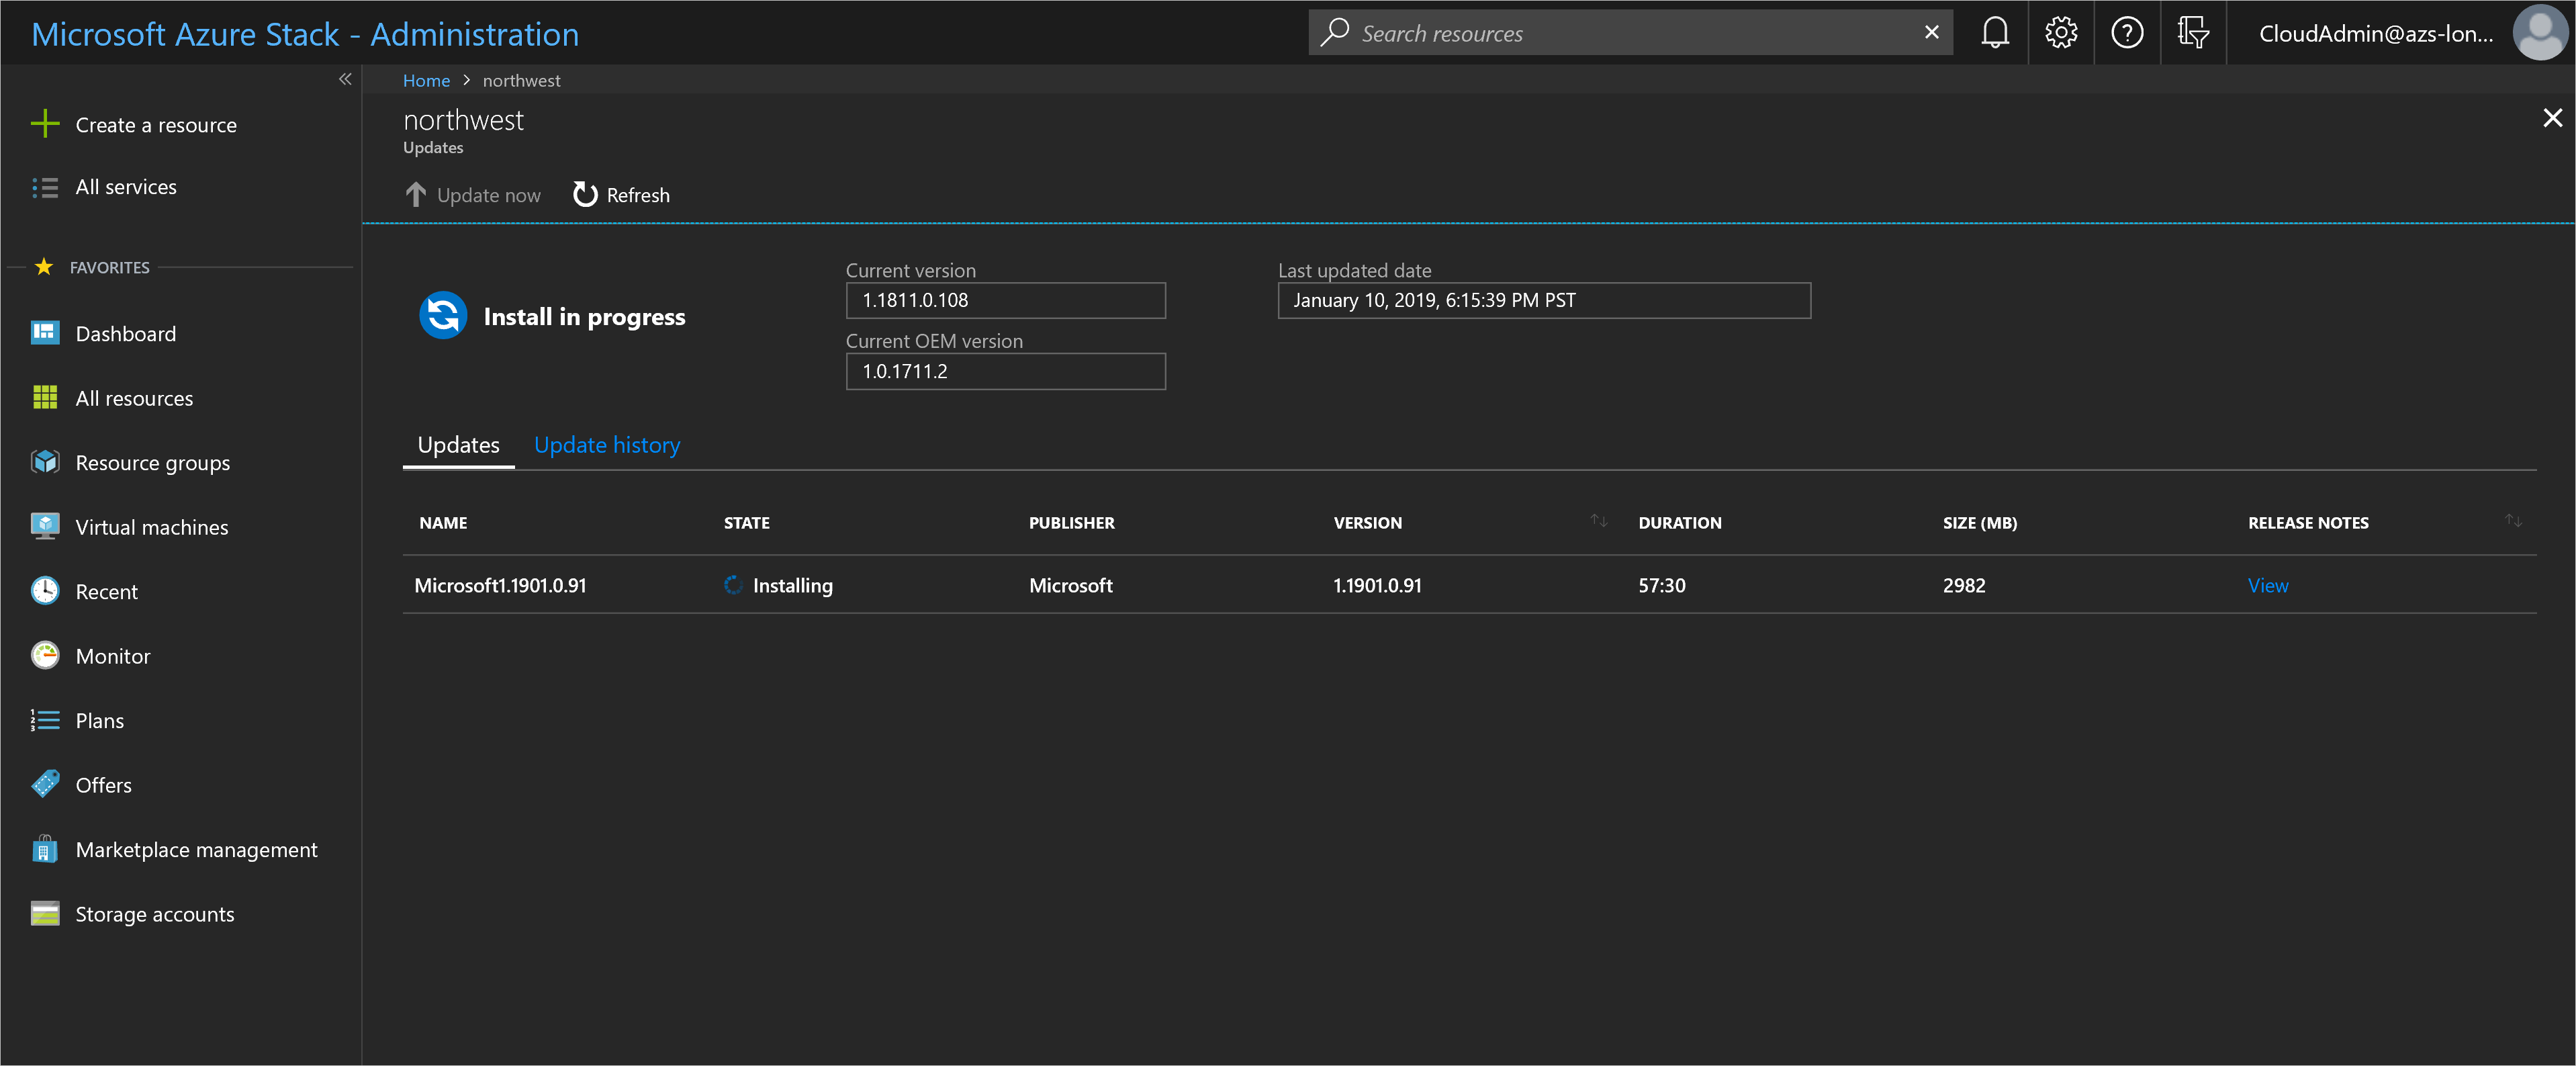 Microsoft Azure Stack - Administration
Search resources
CloudAdmin@azs-lon...
Home > northwest
northwest
Updates
Update now
Refresh
Create a resource
All services
FAVORITES
Dashboard
All resources
Resource groups
Virtual machines
Recent
Monitor
Plans
Offers
Marketplace management
Storage accounts
Install in progress
Current version
1.1811.0.108
Current OEM version
1.0.1711.2
Last updated date
January 10, 2019, 6:15:39 PM PST
Updates Update history
NAME STATE PUBLISHER VERSION DURATION SIZE (MB) RELEASE NOTES
Microsoft1.1901.0.91 Installing Microsoft 1.1901.0.91 57:30 2982 View